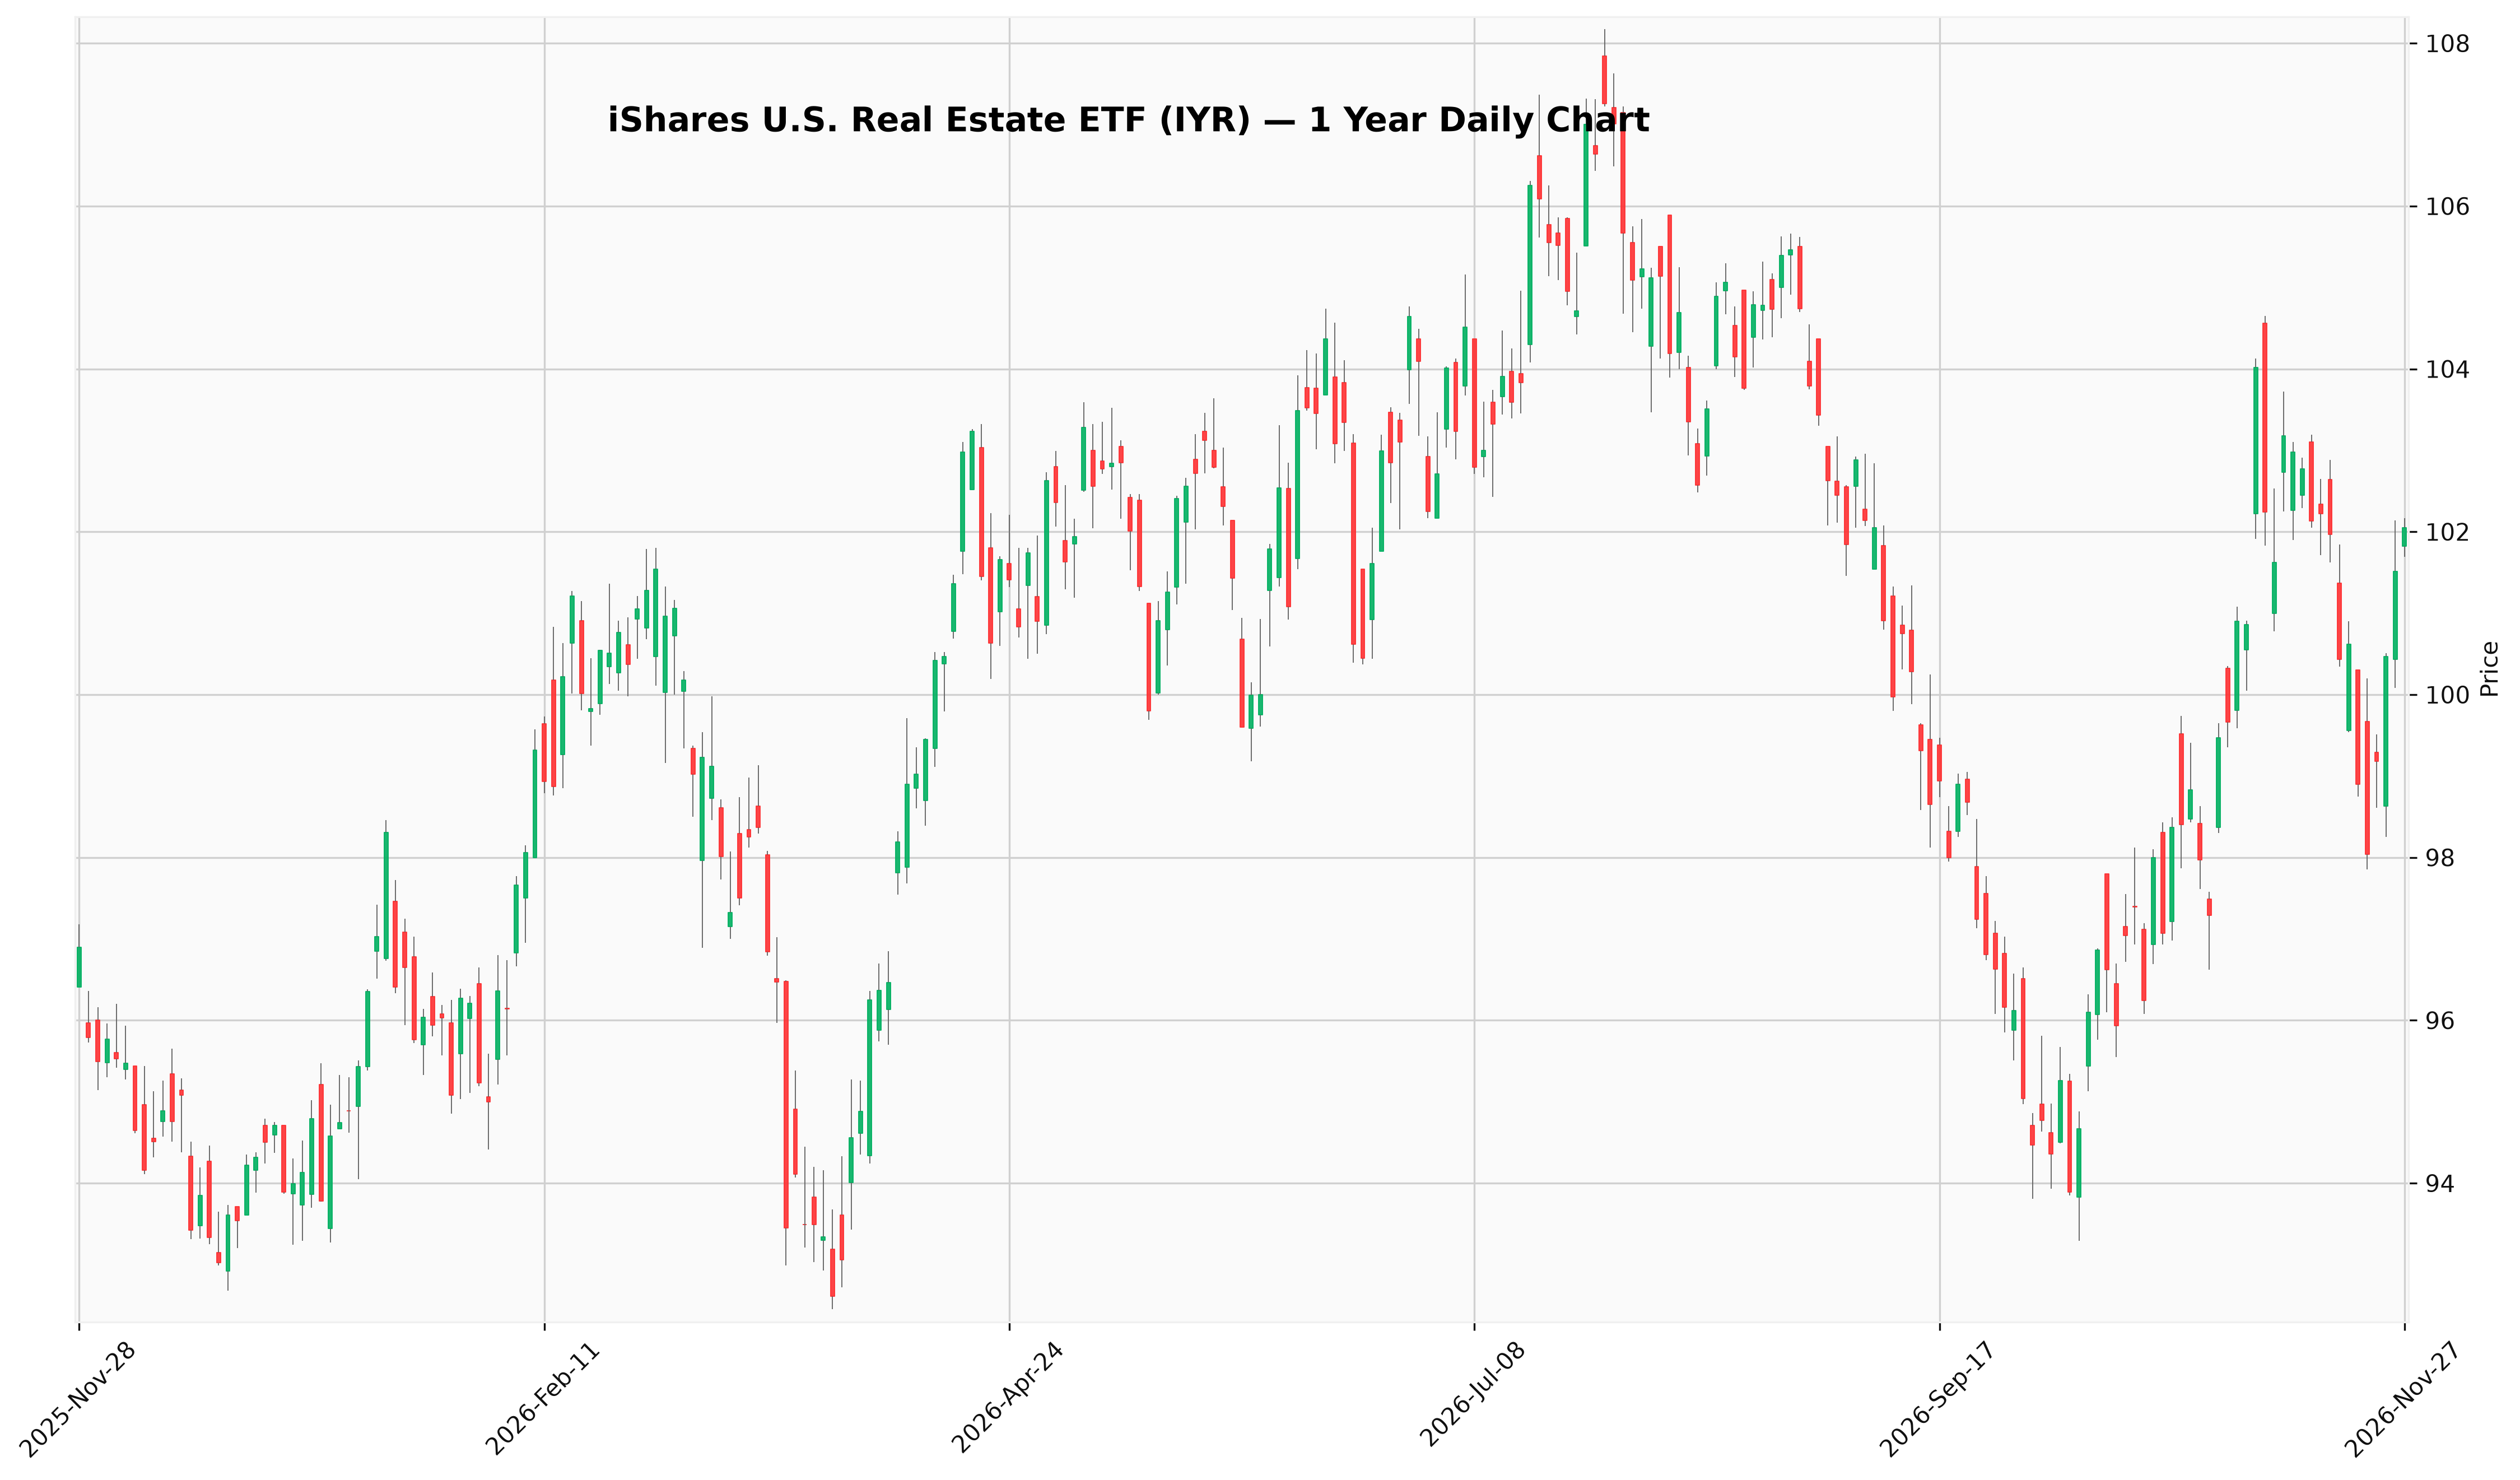 iShares U.S. Real Estate ETF (IYR) — 1 Year Daily Chart
108
106
104
102
100
98
96
94
Price
2025-Nov-28
2026-Feb-11
2026-Apr-24
2026-Jul-08
2026-Sep-17
2026-Nov-27